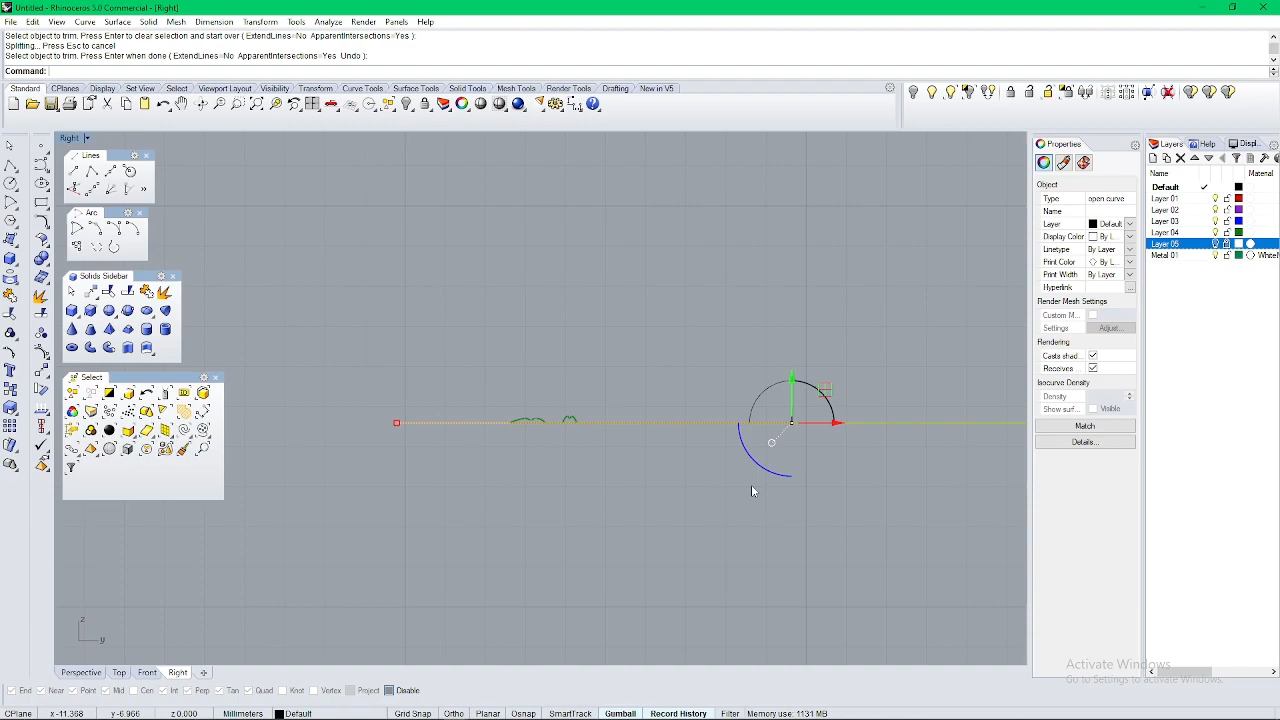 Untitled - Rhinoceros 5.0 Commercial - [Right]
File Edit View Curve Surface Solid Mesh Dimension Transform Tools Analyze Render Panels Help
Select object to trim. Press Enter to clear selection and start over ( ExtendLines=No ApparentIntersections=Yes ):
Splitting... Press Esc to cancel
Select object to trim. Press Enter when done ( ExtendLines=No ApparentIntersections=Yes Undo ):
Command:
Standard CPlanes Display Set View Select Viewport Layout Visibility Transform Curve Tools Surface Tools Solid Tools Mesh Tools Render Tools Drafting New in V5
Right
Lines
Arc
Solids Sidebar
Select
z
y
Properties
Object
Type open curve
Name
Layer Default
Display Color By L
Linetype By Layer
Print Color By L...
Print Width By Layer
Hyperlink ...
Render Mesh Settings
Custom M...
Settings Adjust...
Rendering
Casts shad...
Receives
Isocurve Density
Density
Show surf... Visible
Match
Details...
Layers Help Displ...
Name Material
Default
Layer 01
Layer 02
Layer 03
Layer 04
Layer 05
Metal 01 White
Activate Windows
Go to Settings to activate Windows.
Perspective Top Front Right
End Near Point Mid Cen Int Perp Tan Quad Knot Vertex Project Disable
CPlane x -11.368 y -6.966 z 0.000 Millimeters Default Grid Snap Ortho Planar Osnap SmartTrack Gumball Record History Filter Memory use: 1131 MB